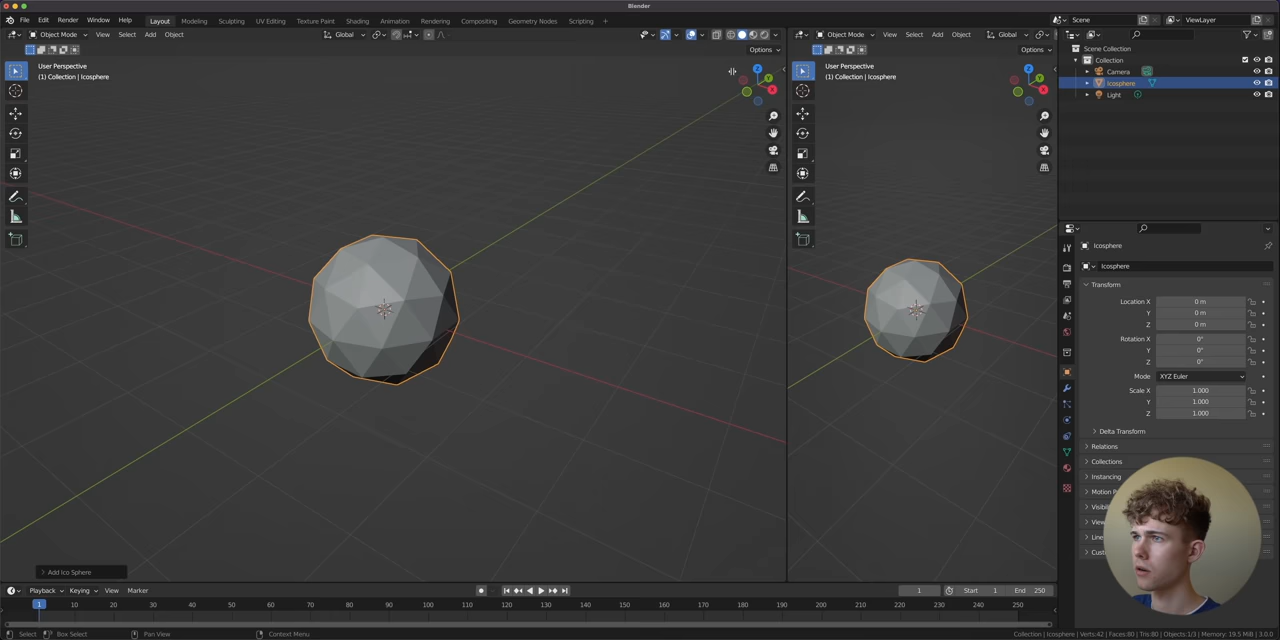 Blender
File Edit Render Window Help Layout Modeling Sculpting UV Editing Texture Paint Shading Animation Rendering Compositing Geometry Nodes Scripting + Scene ViewLayer
Object Mode View Select Add Object Global
Options
User Perspective
(1) Collection | Icosphere
Z
Y
X
Add Ico Sphere
Object Mode View Select Add Object Global
Options
User Perspective
(1) Collection | Icosphere
Z
Y
X
Scene Collection
Collection
Camera
Icosphere
Light
Icosphere
Icosphere
Transform
Location X 0 m
Y 0 m
Z 0 m
Rotation X 0°
Y 0°
Z 0°
Mode XYZ Euler
Scale X 1.000
Y 1.000
Z 1.000
Delta Transform
Relations
Collections
Instancing
Motion P
Visibi
View
Line
Cust
Playback Keying View Marker 1 Start 1 End 250
1 10 20 30 40 50 60 70 80 90 100 110 120 130 140 150 160 170 180 190 200 210 220 230 240 250
Select Box Select Pan View Context Menu Collection | Icosphere | Verts:42 | Faces:80 | Tris:80 | Objects:1/3 | Memory: 19.5 MiB | 3.0.0